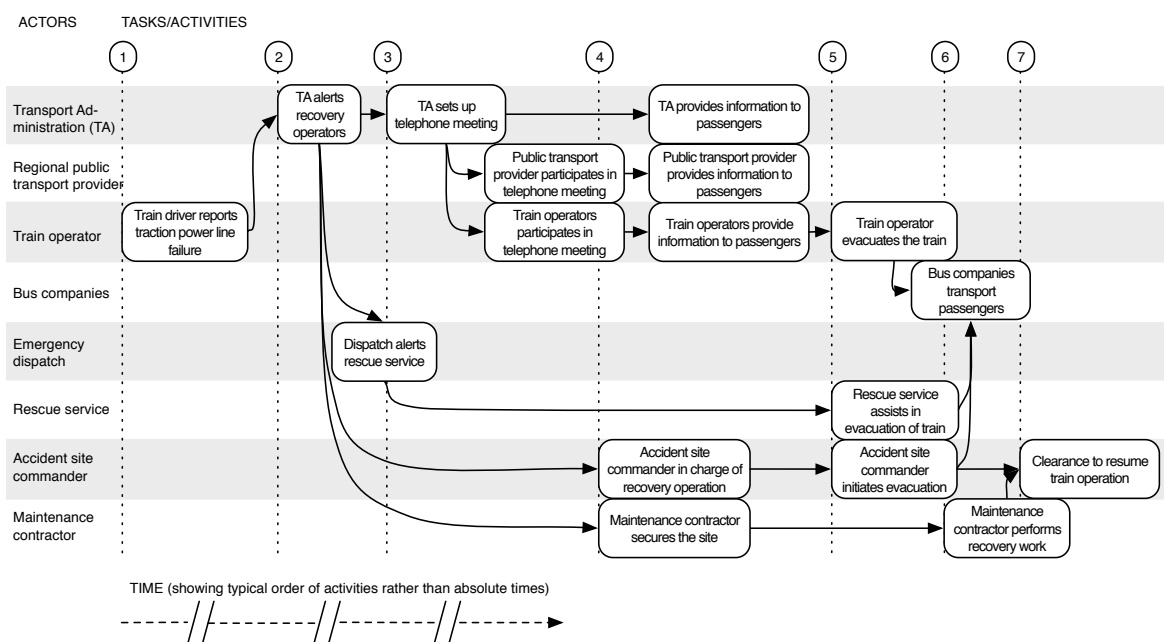 ACTORS
TASKS/ACTIVITIES
1
2
3
4
5
6
7
Transport Ad-
ministration (TA)
TA alerts
recovery
operators
TA sets up
telephone meeting
TA provides information to
passengers
Regional public
transport provider
Public transport
provider participates in
telephone meeting
Public transport provider
provides information to
passengers
Train operator
Train driver reports
traction power line
failure
Train operators
participates in
telephone meeting
Train operators provide
information to passengers
Train operator
evacuates the train
Bus companies
Bus companies
transport
passengers
Emergency
dispatch
Dispatch alerts
rescue service
Rescue service
Rescue service
assists in
evacuation of train
Accident site
commander
Accident site
commander in charge of
recovery operation
Accident site
commander
initiates evacuation
Clearance to resume
train operation
Maintenance
contractor
Maintenance contractor
secures the site
Maintenance
contractor performs
recovery work
TIME (showing typical order of activities rather than absolute times)